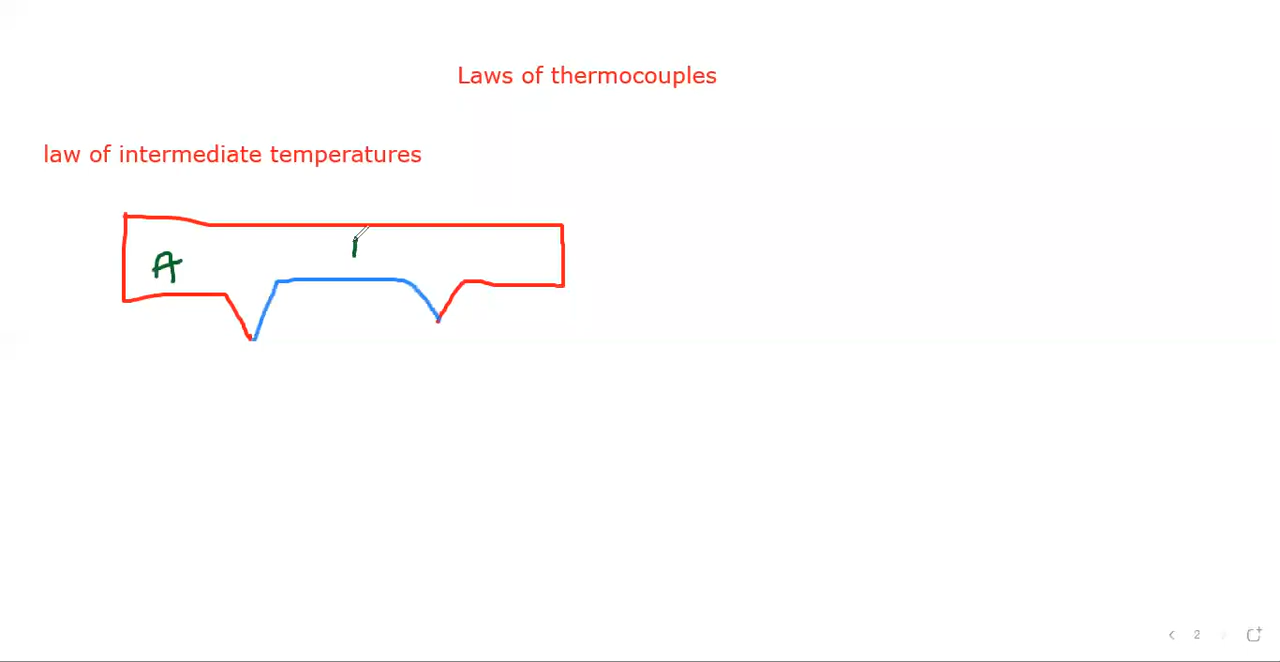 Laws of thermocouples
law of intermediate temperatures
A
2